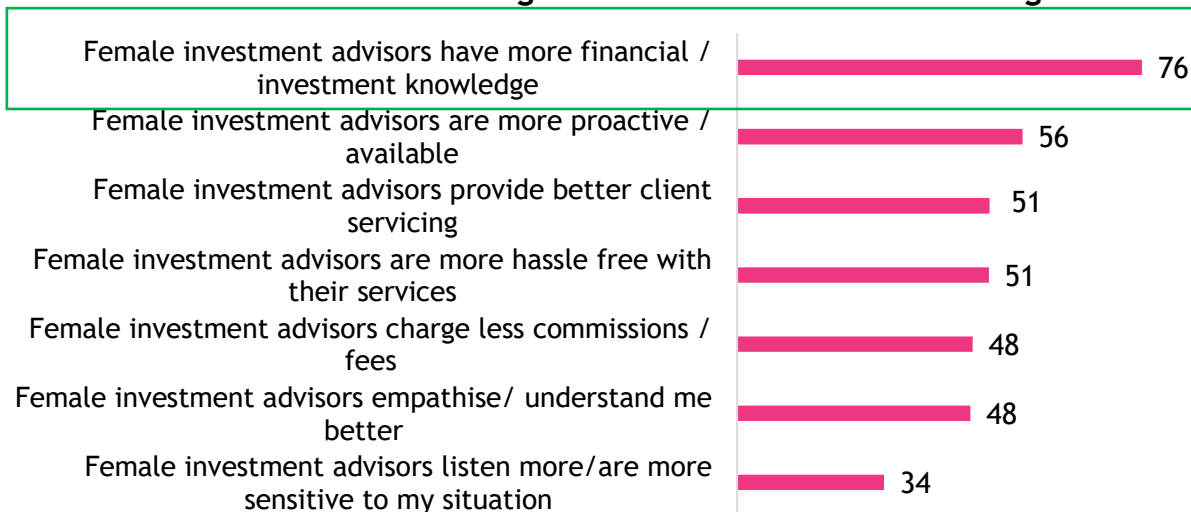 Female investment advisors have more financial /
investment knowledge
76
Female investment advisors are more proactive /
available
56
Female investment advisors provide better client
servicing
51
Female investment advisors are more hassle free with
their services
51
Female investment advisors charge less commissions /
fees
48
Female investment advisors empathise/ understand me
better
48
Female investment advisors listen more/are more
sensitive to my situation
34